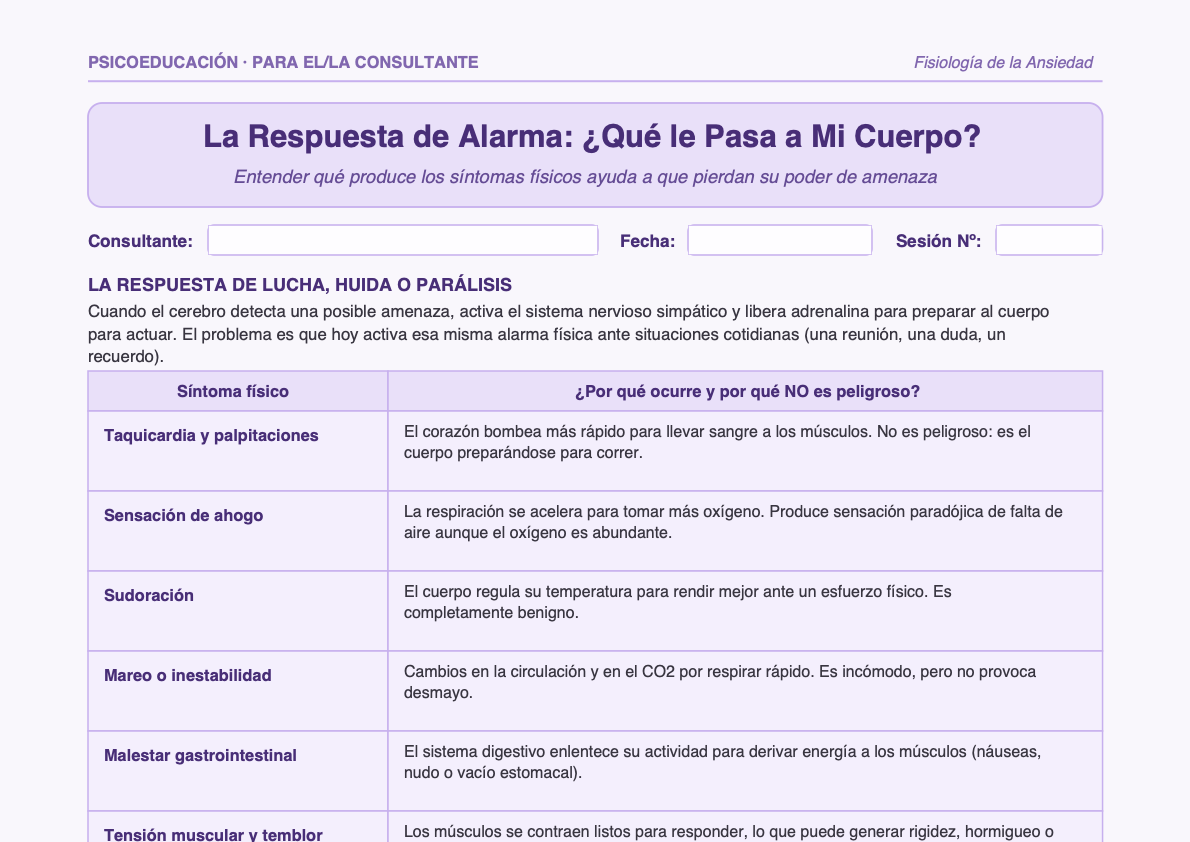 PSICOEDUCACIÓN · PARA EL/LA CONSULTANTE
Fisiología de la Ansiedad
La Respuesta de Alarma: ¿Qué le Pasa a Mi Cuerpo?
Entender qué produce los síntomas físicos ayuda a que pierdan su poder de amenaza
Consultante:
Fecha:
Sesión Nº:
LA RESPUESTA DE LUCHA, HUIDA O PARÁLISIS
Cuando el cerebro detecta una posible amenaza, activa el sistema nervioso simpático y libera adrenalina para preparar al cuerpo
para actuar. El problema es que hoy activa esa misma alarma física ante situaciones cotidianas (una reunión, una duda, un
recuerdo).
Síntoma físico
¿Por qué ocurre y por qué NO es peligroso?
Taquicardia y palpitaciones
El corazón bombea más rápido para llevar sangre a los músculos. No es peligroso: es el
cuerpo preparándose para correr.
Sensación de ahogo
La respiración se acelera para tomar más oxígeno. Produce sensación paradójica de falta de
aire aunque el oxígeno es abundante.
Sudoración
El cuerpo regula su temperatura para rendir mejor ante un esfuerzo físico. Es
completamente benigno.
Mareo o inestabilidad
Cambios en la circulación y en el CO2 por respirar rápido. Es incómodo, pero no provoca
desmayo.
Malestar gastrointestinal
El sistema digestivo enlentece su actividad para derivar energía a los músculos (náuseas,
nudo o vacío estomacal).
Tensión muscular y temblor
Los músculos se contraen listos para responder, lo que puede generar rigidez, hormigueo o